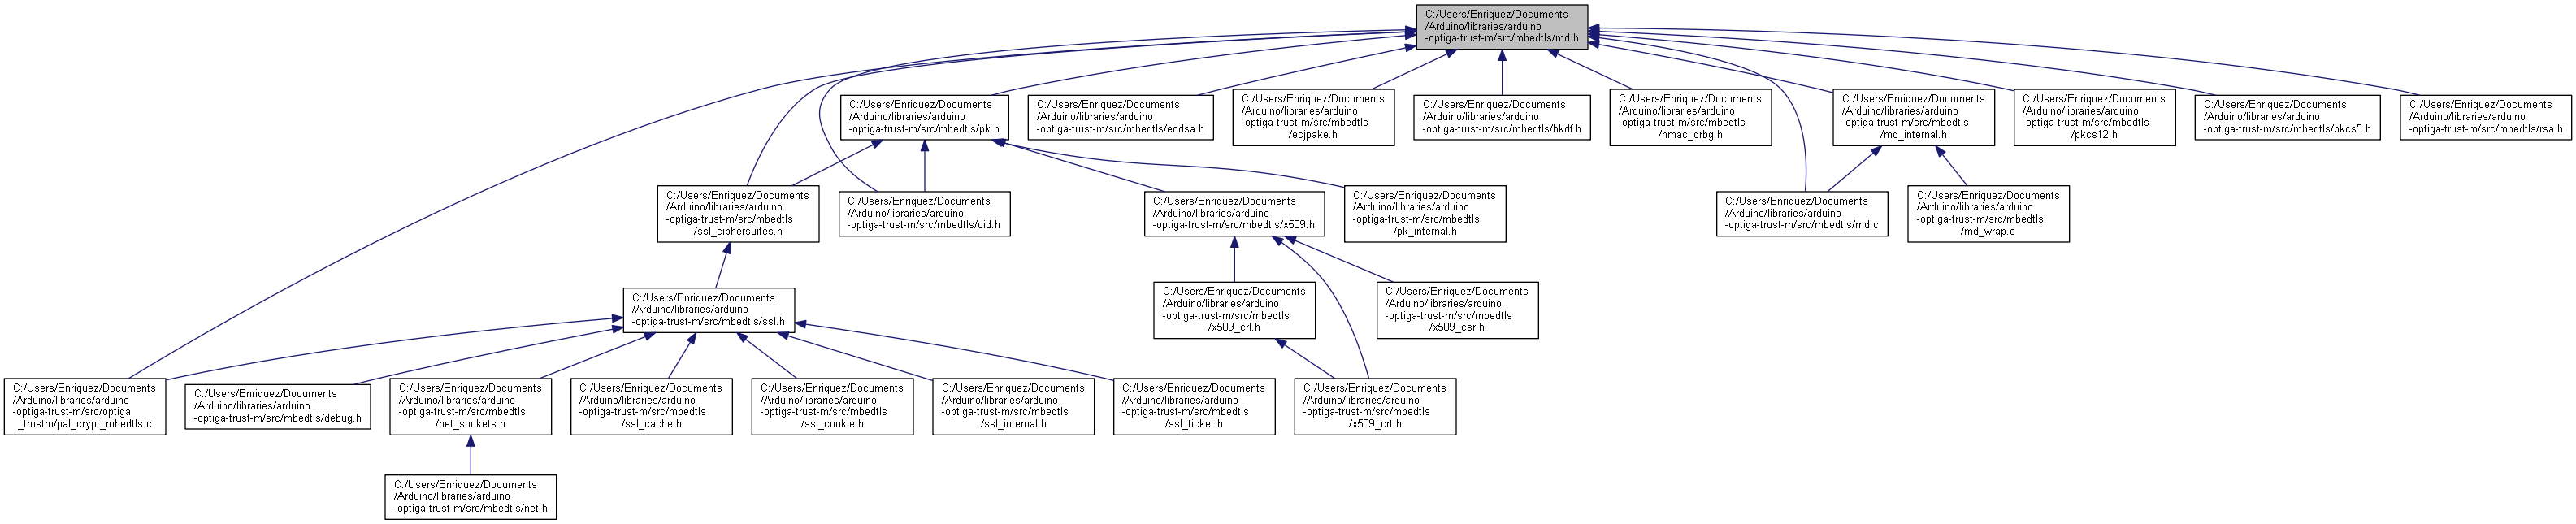 C:/Users/Enriquez/Documents
/Arduino/libraries/arduino
-optiga-trust-m/src/mbedtls/md.h
C:/Users/Enriquez/Documents
/Arduino/libraries/arduino
-optiga-trust-m/src/mbedtls/pk.h
C:/Users/Enriquez/Documents
/Arduino/libraries/arduino
-optiga-trust-m/src/mbedtls/ecdsa.h
C:/Users/Enriquez/Documents
/Arduino/libraries/arduino
-optiga-trust-m/src/mbedtls
/ecjpake.h
C:/Users/Enriquez/Documents
/Arduino/libraries/arduino
-optiga-trust-m/src/mbedtls/hkdf.h
C:/Users/Enriquez/Documents
/Arduino/libraries/arduino
-optiga-trust-m/src/mbedtls
/hmac_drbg.h
C:/Users/Enriquez/Documents
/Arduino/libraries/arduino
-optiga-trust-m/src/mbedtls
/md_internal.h
C:/Users/Enriquez/Documents
/Arduino/libraries/arduino
-optiga-trust-m/src/mbedtls
/pkcs12.h
C:/Users/Enriquez/Documents
/Arduino/libraries/arduino
-optiga-trust-m/src/mbedtls/pkcs5.h
C:/Users/Enriquez/Documents
/Arduino/libraries/arduino
-optiga-trust-m/src/mbedtls/rsa.h
C:/Users/Enriquez/Documents
/Arduino/libraries/arduino
-optiga-trust-m/src/mbedtls
/ssl_ciphersuites.h
C:/Users/Enriquez/Documents
/Arduino/libraries/arduino
-optiga-trust-m/src/mbedtls/oid.h
C:/Users/Enriquez/Documents
/Arduino/libraries/arduino
-optiga-trust-m/src/mbedtls/x509.h
C:/Users/Enriquez/Documents
/Arduino/libraries/arduino
-optiga-trust-m/src/mbedtls
/pk_internal.h
C:/Users/Enriquez/Documents
/Arduino/libraries/arduino
-optiga-trust-m/src/mbedtls/md.c
C:/Users/Enriquez/Documents
/Arduino/libraries/arduino
-optiga-trust-m/src/mbedtls
/md_wrap.c
C:/Users/Enriquez/Documents
/Arduino/libraries/arduino
-optiga-trust-m/src/mbedtls/ssl.h
C:/Users/Enriquez/Documents
/Arduino/libraries/arduino
-optiga-trust-m/src/mbedtls
/x509_crl.h
C:/Users/Enriquez/Documents
/Arduino/libraries/arduino
-optiga-trust-m/src/mbedtls
/x509_csr.h
C:/Users/Enriquez/Documents
/Arduino/libraries/arduino
-optiga-trust-m/src/optiga
_trustm/pal_crypt_mbedtls.c
C:/Users/Enriquez/Documents
/Arduino/libraries/arduino
-optiga-trust-m/src/mbedtls/debug.h
C:/Users/Enriquez/Documents
/Arduino/libraries/arduino
-optiga-trust-m/src/mbedtls
/net_sockets.h
C:/Users/Enriquez/Documents
/Arduino/libraries/arduino
-optiga-trust-m/src/mbedtls
/ssl_cache.h
C:/Users/Enriquez/Documents
/Arduino/libraries/arduino
-optiga-trust-m/src/mbedtls
/ssl_cookie.h
C:/Users/Enriquez/Documents
/Arduino/libraries/arduino
-optiga-trust-m/src/mbedtls
/ssl_internal.h
C:/Users/Enriquez/Documents
/Arduino/libraries/arduino
-optiga-trust-m/src/mbedtls
/ssl_ticket.h
C:/Users/Enriquez/Documents
/Arduino/libraries/arduino
-optiga-trust-m/src/mbedtls
/x509_crt.h
C:/Users/Enriquez/Documents
/Arduino/libraries/arduino
-optiga-trust-m/src/mbedtls/net.h